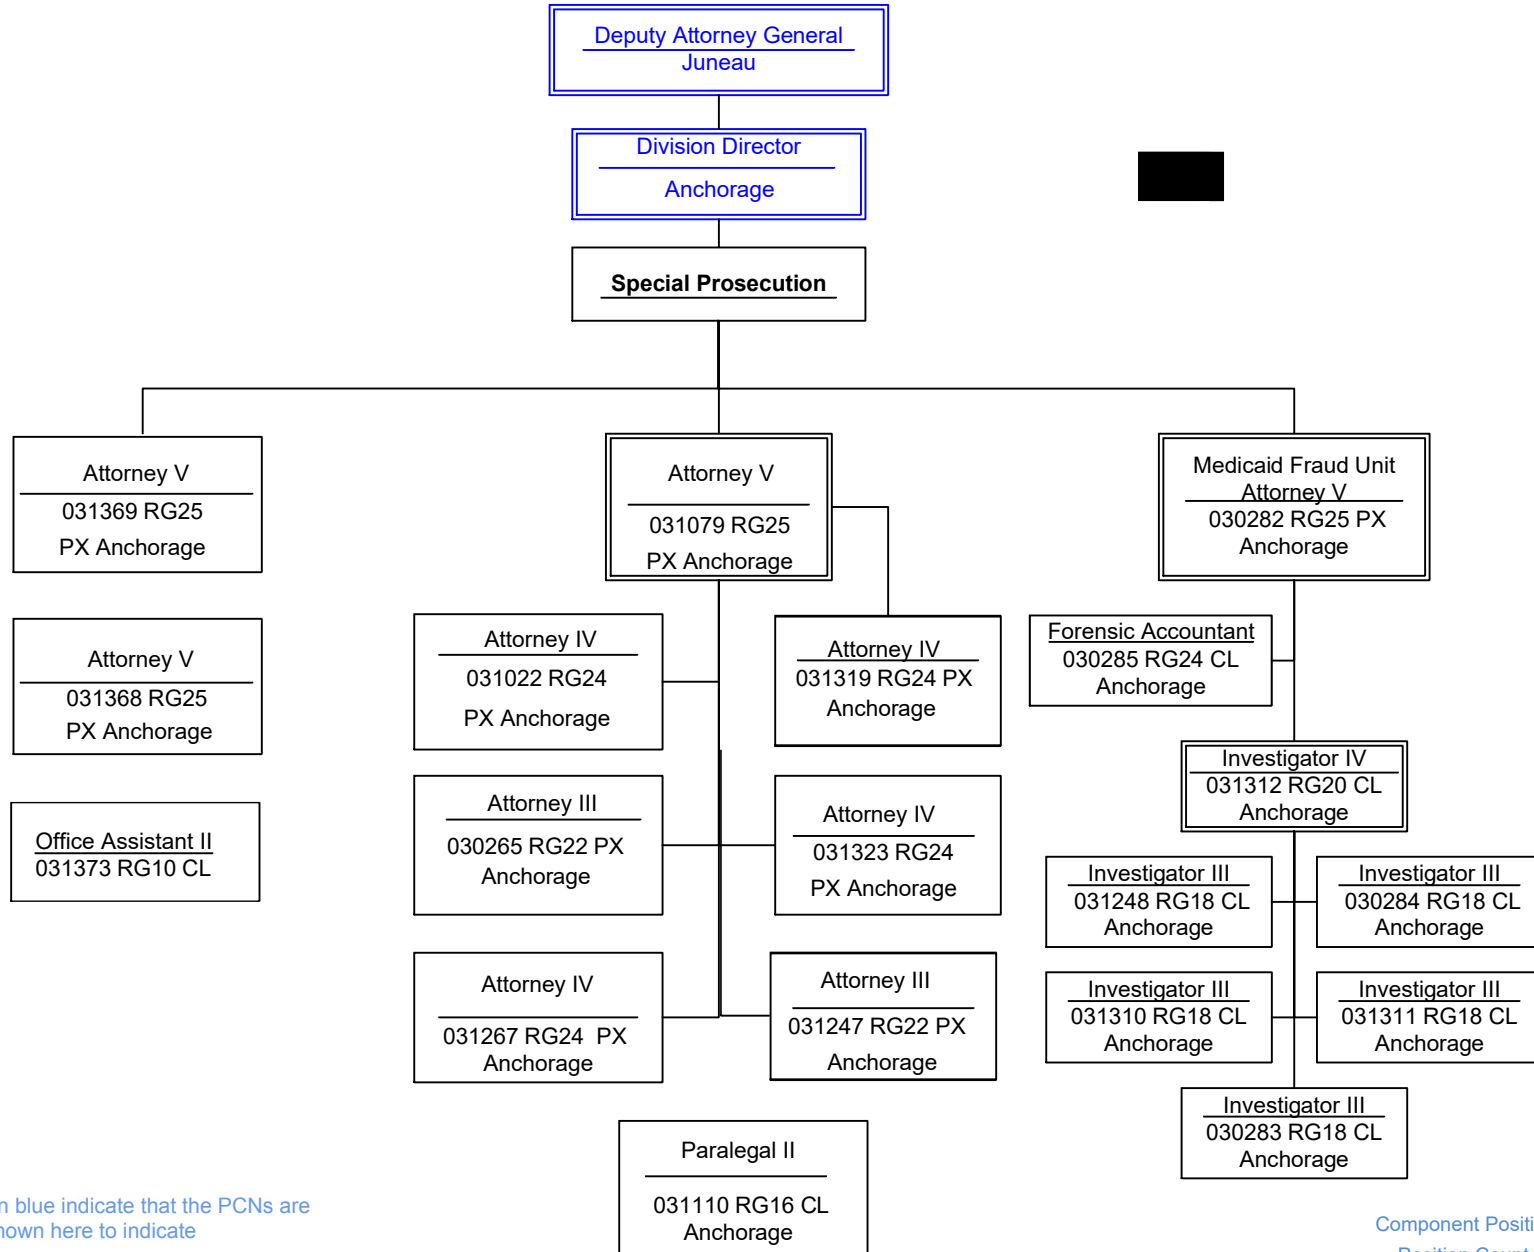 Deputy Attorney General
Juneau
Division Director
Anchorage
Special Prosecution
Attorney V
031369 RG25
PX Anchorage
Attorney V
031368 RG25
PX Anchorage
Office Assistant II
031373 RG10 CL
Attorney V
031079 RG25
PX Anchorage
Attorney IV
031022 RG24
PX Anchorage
Attorney IV
031319 RG24 PX
Anchorage
Attorney III
030265 RG22 PX
Anchorage
Attorney IV
031323 RG24
PX Anchorage
Attorney IV
031267 RG24 PX
Anchorage
Attorney III
031247 RG22 PX
Anchorage
Paralegal II
031110 RG16 CL
Anchorage
Medicaid Fraud Unit
Attorney V
030282 RG25 PX
Anchorage
Forensic Accountant
030285 RG24 CL
Anchorage
Investigator IV
031312 RG20 CL
Anchorage
Investigator III
031248 RG18 CL
Anchorage
Investigator III
030284 RG18 CL
Anchorage
Investigator III
031310 RG18 CL
Anchorage
Investigator III
031311 RG18 CL
Anchorage
Investigator III
030283 RG18 CL
Anchorage
blue indicate that the PCNs are
here to indicate
Component
Position